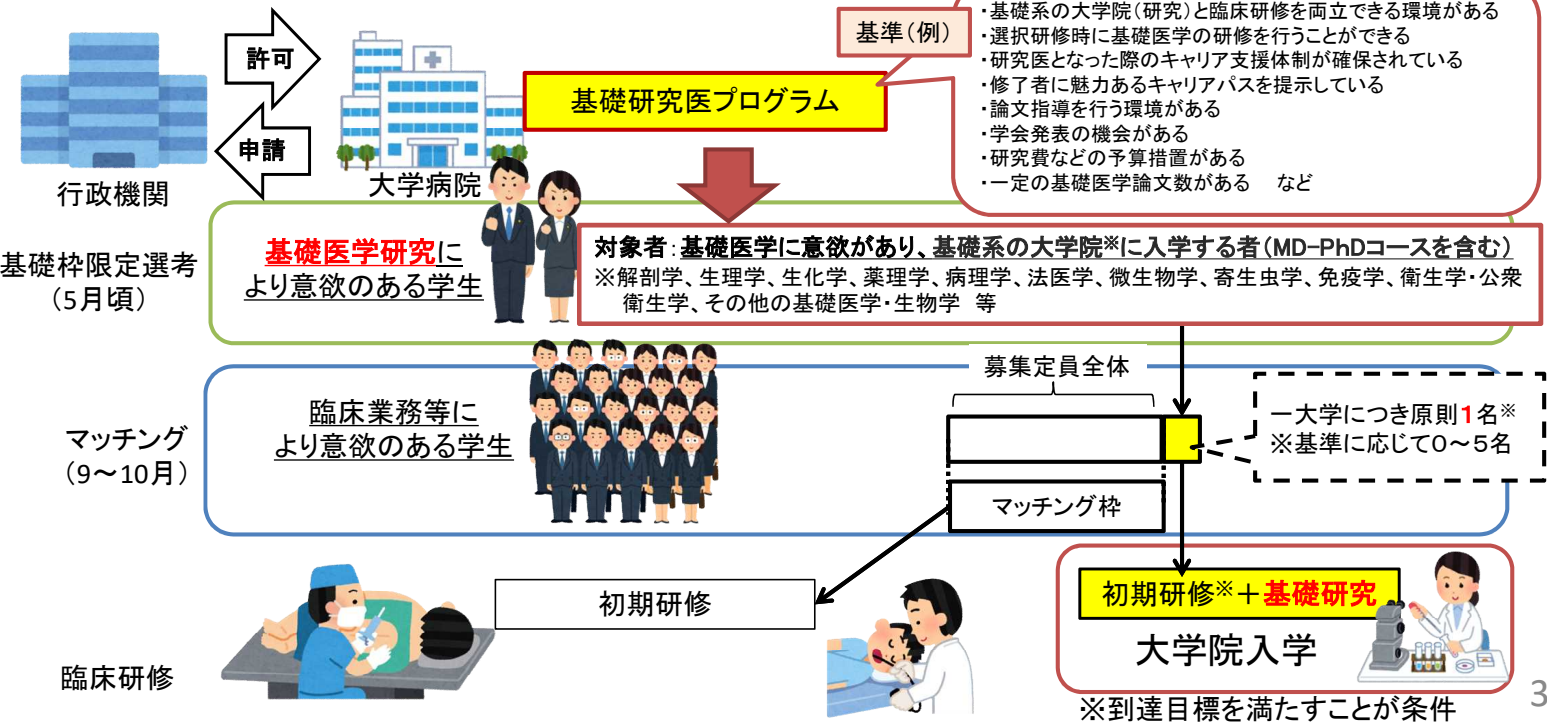 許可
申請
行政機関
大学病院
基礎研究医プログラム
基準(例)
・基礎系の大学院(研究)と臨床研修を両立できる環境がある
・選択研修時に基礎医学の研修を行うことができる
・研究医となった際のキャリア支援体制が確保されている
・修了者に魅力あるキャリアパスを提示している
・論文指導を行う環境がある
・学会発表の機会がある
・研究費などの予算措置がある
・一定の基礎医学論文数がある　など
基礎枠限定選考
(5月頃)
基礎医学研究に
より意欲のある学生
対象者:基礎医学に意欲があり、基礎系の大学院※に入学する者(MD-PhDコースを含む)
※解剖学、生理学、生化学、薬理学、病理学、法医学、微生物学、寄生虫学、免疫学、衛生学・公衆
衛生学、その他の基礎医学・生物学　等
マッチング
(9～10月)
臨床業務等に
より意欲のある学生
募集定員全体
マッチング枠
一大学につき原則1名※
※基準に応じて0～5名
臨床研修
初期研修
初期研修※+基礎研究
大学院入学
※到達目標を満たすことが条件
3